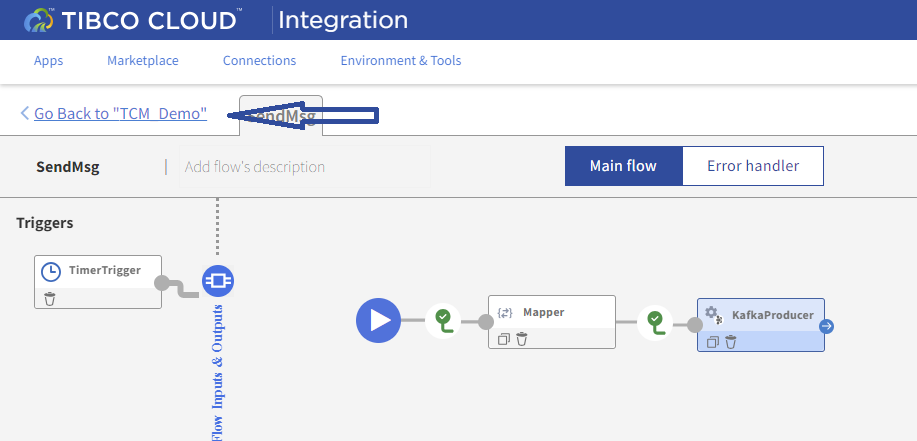 TIBCO CLOUD™ Integration
Apps Marketplace Connections Environment & Tools
Go Back to "TCM_Demo" SendMsg
SendMsg Add flow's description Main flow Error handler
Triggers
TimerTrigger
Flow Inputs & Outputs
Mapper
KafkaProducer